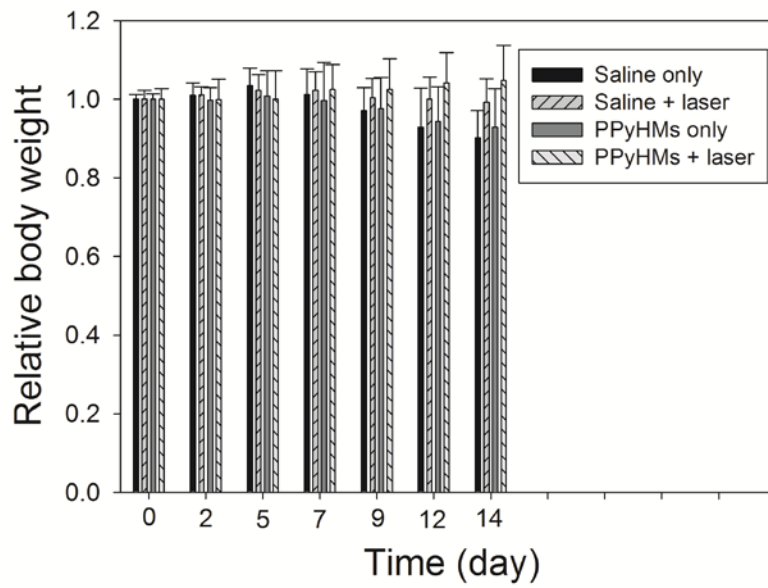 1.2
1.0
0.8
0.6
0.4
0.2
0.0
Relative body weight
Saline only
Saline + laser
PPyHMs only
PPyHMs + laser
0 2 5 7 9 12 14
Time (day)